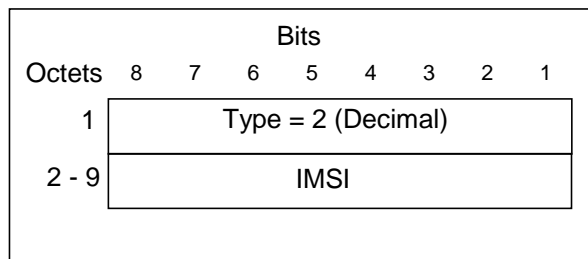 Bits
Octets 8 7 6 5 4 3 2 1
1 Type = 2 (Decimal)
2 - 9 IMSI